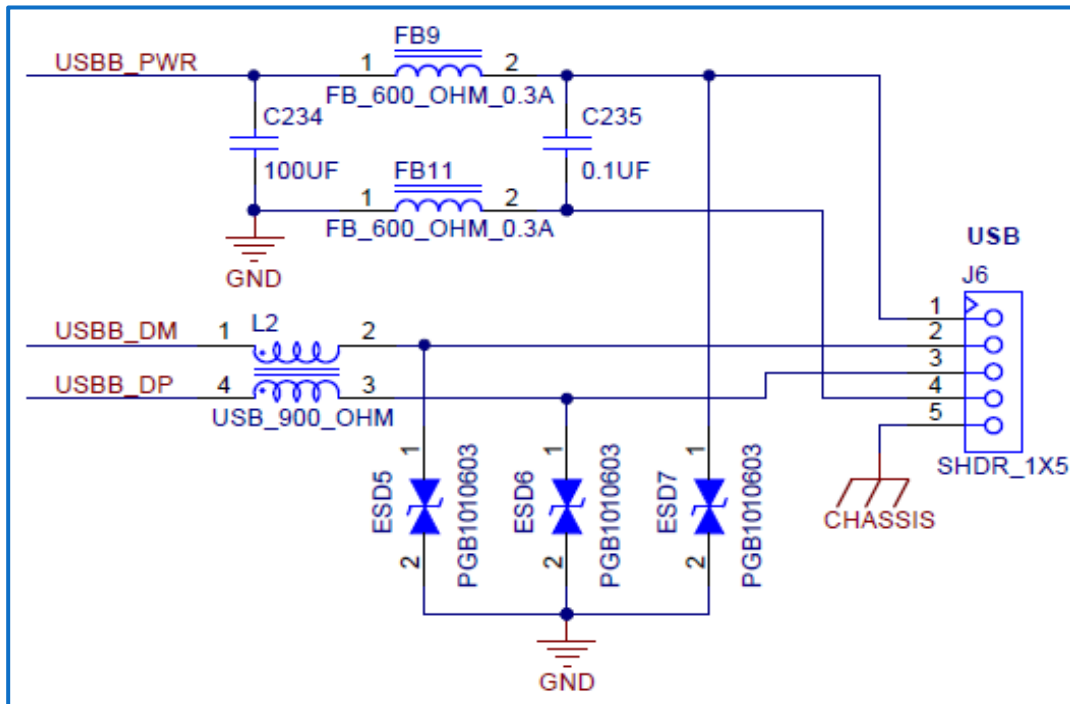 FB9
USBB_PWR
1
2
FB_600_OHM_0.3A
C234
C235
100UF
0.1UF
FB11
1
2
FB_600_OHM_0.3A
GND
USB
J6
USBB_DM
1
L2
2
USBB_DP
4
3
USB_900_OHM
1
2
3
4
5
SHDR_1X5
CHASSIS
1
ESD5
PGB1010603
2
1
ESD6
PGB1010603
2
1
ESD7
PGB1010603
2
GND